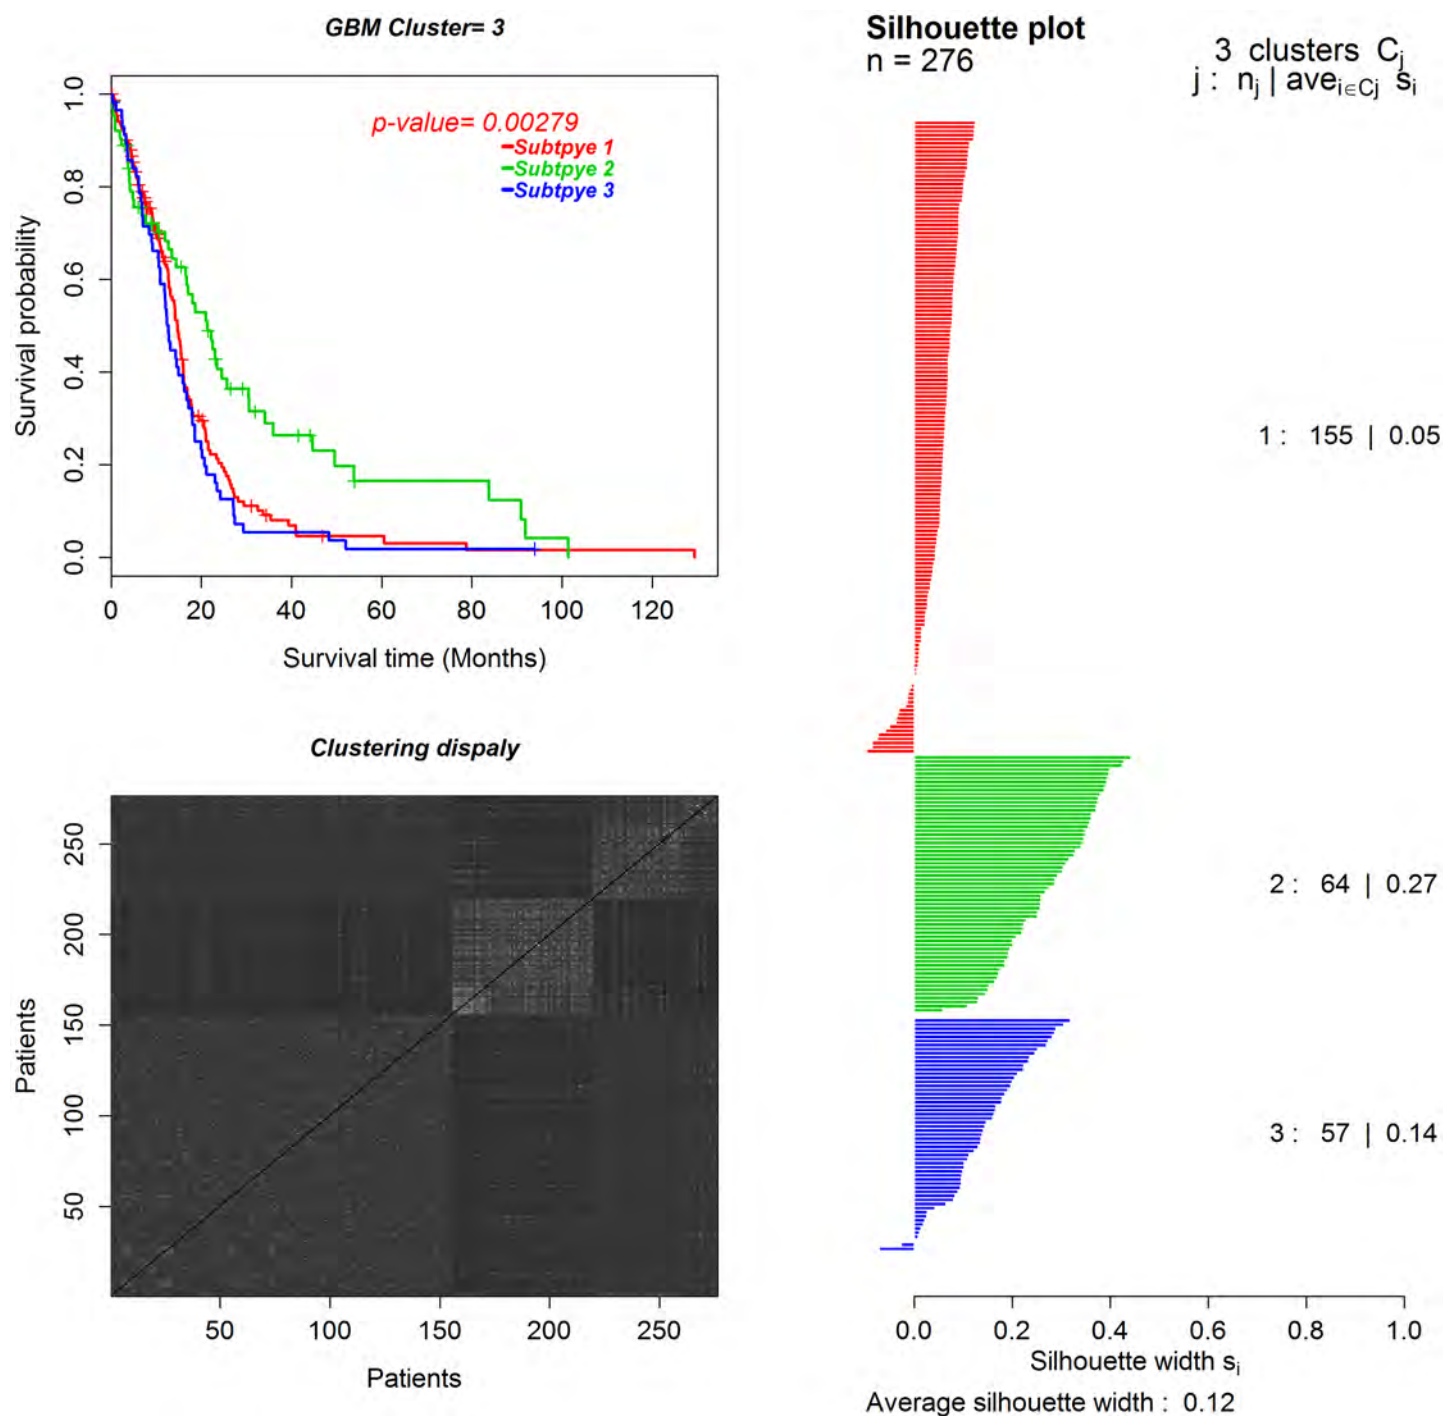 GBM Cluster= 3
p-value= 0.00279
Subtpye 1
Subtpye 2
Subtpye 3
Survival probability
0.0 0.2 0.4 0.6 0.8 1.0
0 20 40 60 80 100 120
Survival time (Months)
Clustering dispaly
Patients
50 100 150 200 250
50 100 150 200 250
Patients
Silhouette plot
n = 276
3 clusters Cj
j : nj | avei∈Cj si
1 : 155 | 0.05
2 : 64 | 0.27
3 : 57 | 0.14
0.0 0.2 0.4 0.6 0.8 1.0
Silhouette width si
Average silhouette width : 0.12